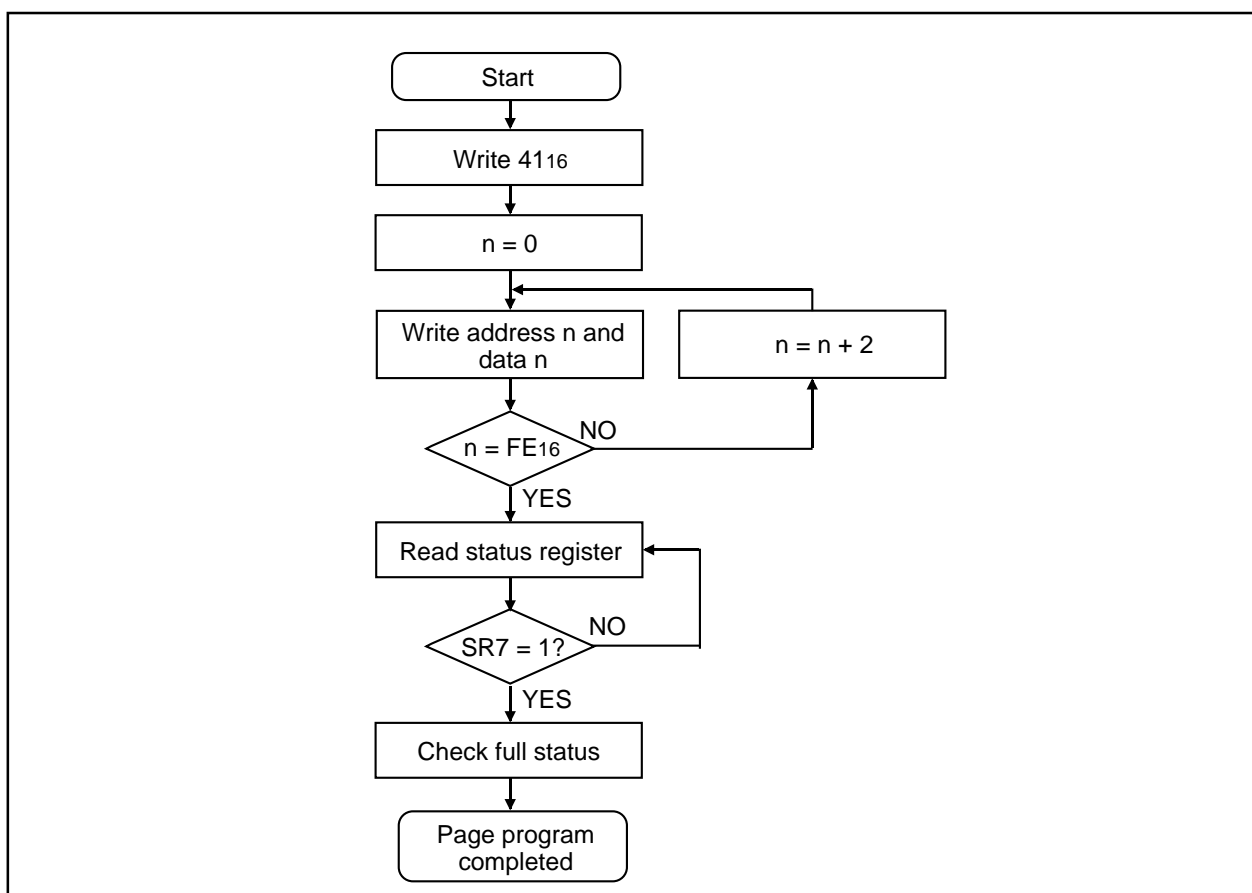 Start
Write 4116
n = 0
Write address n and
data n
n = n + 2
n = FE16
NO
YES
Read status register
SR7 = 1?
NO
YES
Check full status
Page program
completed